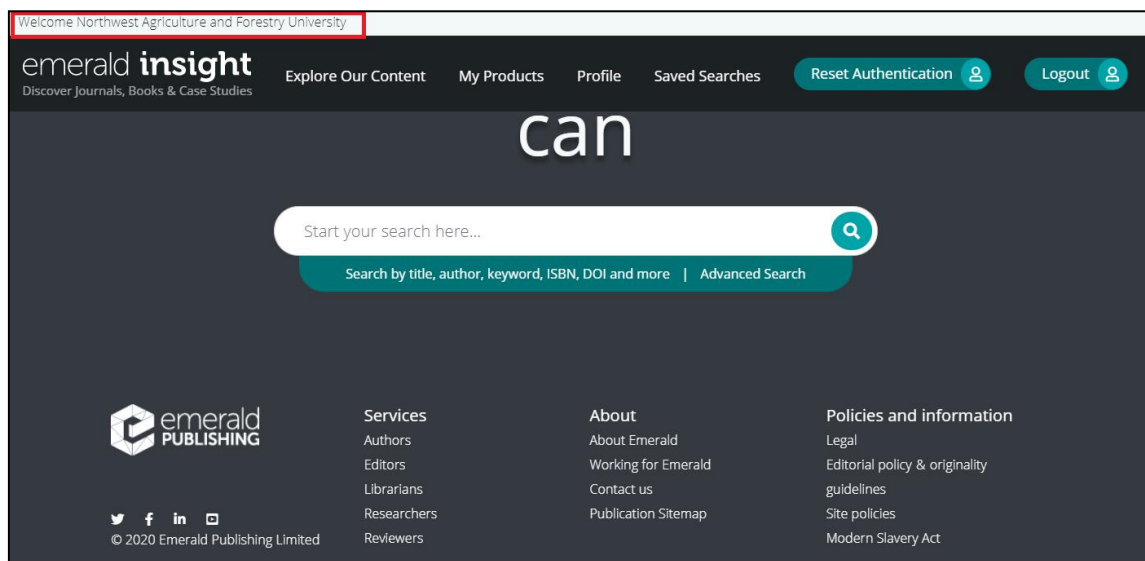 Welcome Northwest Agriculture and Forestry University
emerald insight
Discover Journals, Books & Case Studies
Explore Our Content
My Products
Profile
Saved Searches
Reset Authentication
Logout
can
Start your search here...
Search by title, author, keyword, ISBN, DOI and more | Advanced Search
emerald
PUBLISHING
© 2020 Emerald Publishing Limited
Services
Authors
Editors
Librarians
Researchers
Reviewers
About
About Emerald
Working for Emerald
Contact us
Publication Sitemap
Policies and information
Legal
Editorial policy & originality
guidelines
Site policies
Modern Slavery Act